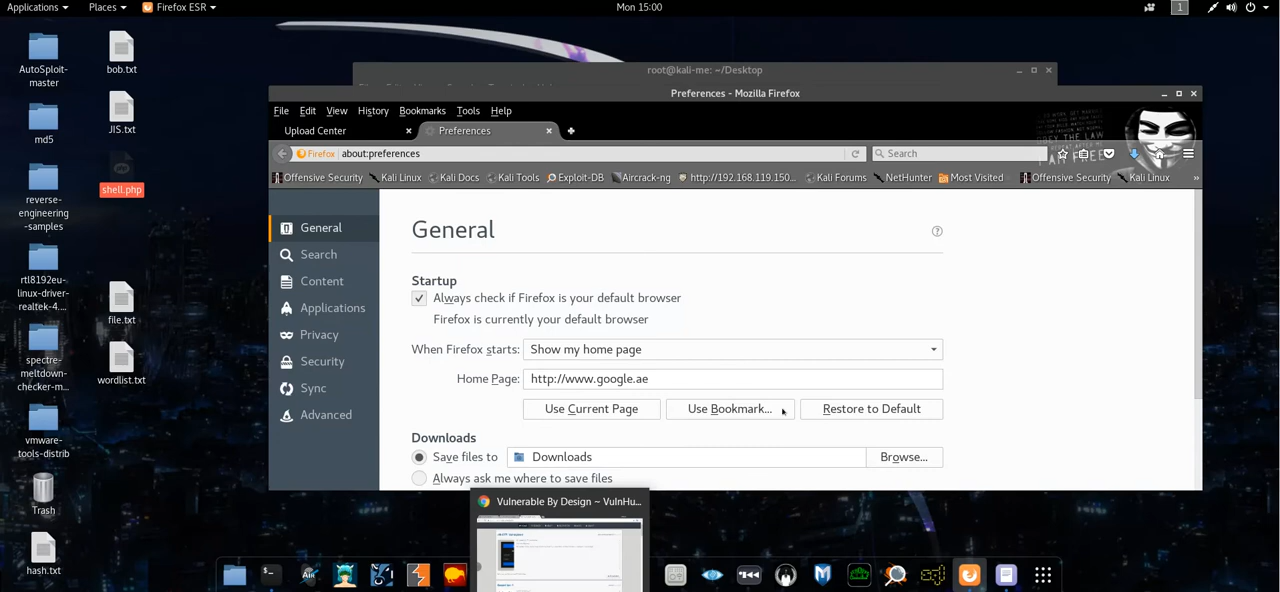 Applications Places Firefox ESR Mon 15:00 1
AutoSploit-
master
bob.txt
md5
JIS.txt
reverse-
engineering
-samples
shell.php
rtl8192eu-
linux-driver-
realtek-4....
file.txt
spectre-
meltdown-
checker-m...
wordlist.txt
vmware-
tools-distrib
Trash
hash.txt
root@kali-me: ~/Desktop
Preferences - Mozilla Firefox
File Edit View History Bookmarks Tools Help
Upload Center Preferences
Firefox about:preferences Search
Offensive Security Kali Linux Kali Docs Kali Tools Exploit-DB Aircrack-ng http://192.168.119.150... Kali Forums NetHunter Most Visited Offensive Security Kali Linux »
General
Search
Content
Applications
Privacy
Security
Sync
Advanced
General
Startup
Always check if Firefox is your default browser
Firefox is currently your default browser
When Firefox starts: Show my home page
Home Page: http://www.google.ae
Use Current Page Use Bookmark... Restore to Default
Downloads
Save files to Downloads Browse...
Always ask me where to save files
Vulnerable By Design ~ VulnHu...